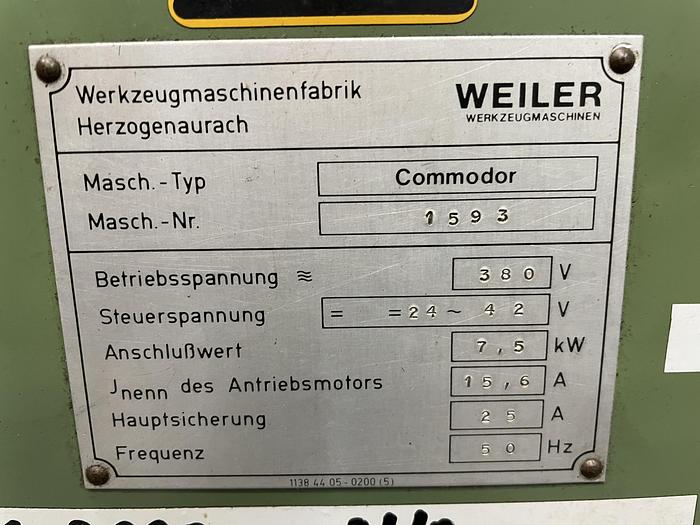 Werkzeugmaschinenfabrik
Herzogenaurach
WEILER
WERKZEUGMASCHINEN
Masch.-Typ Commodor
Masch.-Nr. 1593
Betriebsspannung ≋ 380 V
Steuerspannung = =24~ 42 V
Anschlußwert 7,5 kW
Jnenn des Antriebsmotors 15,6 A
Hauptsicherung 25 A
Frequenz 50 Hz
1138 44 05-0200 (5)